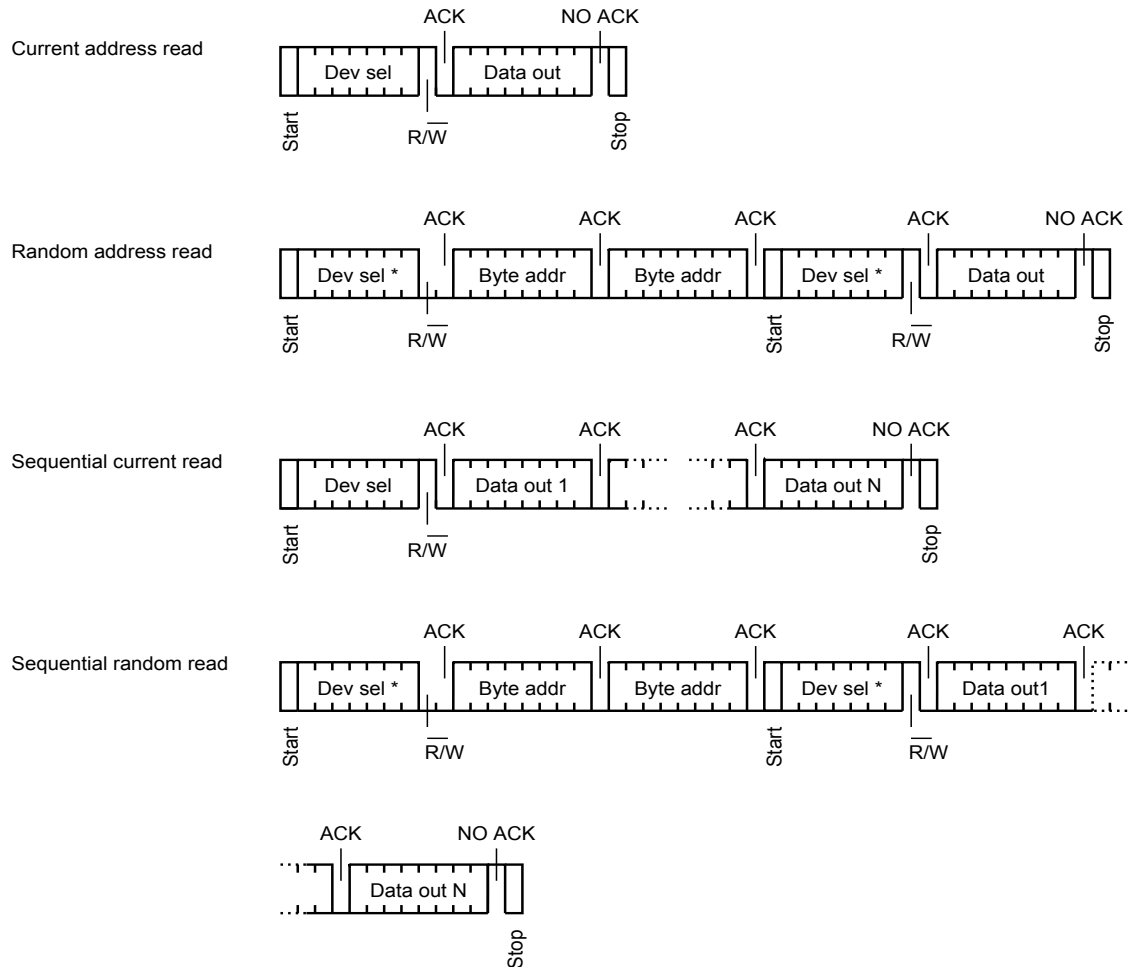 ACK NO ACK
Current address read
Dev sel Data out
Start R/W̅ Stop
ACK ACK ACK ACK NO ACK
Random address read
Dev sel * Byte addr Byte addr Dev sel * Data out
Start R/W̅ Start R/W̅ Stop
ACK ACK ACK NO ACK
Sequential current read
Dev sel Data out 1 Data out N
Start R/W̅ Stop
ACK ACK ACK ACK ACK
Sequential random read
Dev sel * Byte addr Byte addr Dev sel * Data out1
Start R̅/W Start R̅/W
ACK NO ACK
Data out N
Stop